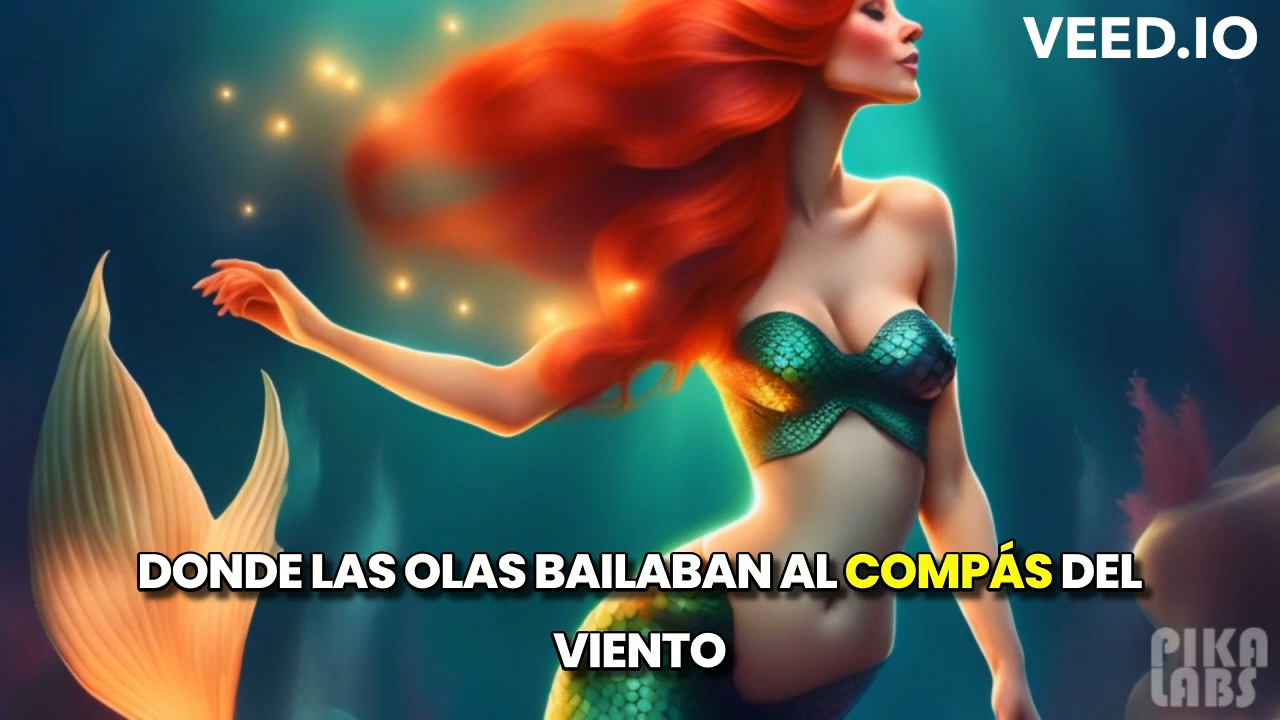 VEED.IO
DONDE LAS OLAS BAILABAN AL COMPÁS DEL
VIENTO
PIKA
LABS